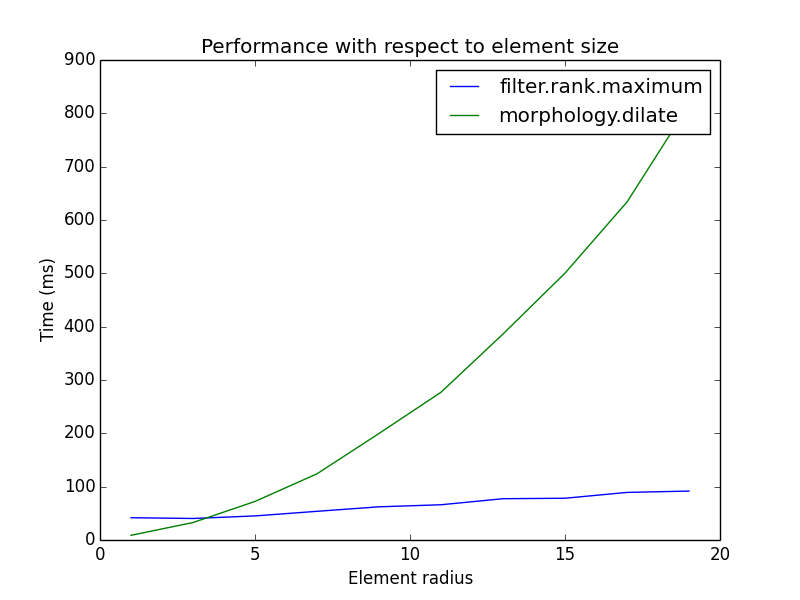 Performance with respect to element size
filter.rank.maximum
morphology.dilate
900
800
700
600
500
400
300
200
100
0
Time (ms)
0 5 10 15 20
Element radius